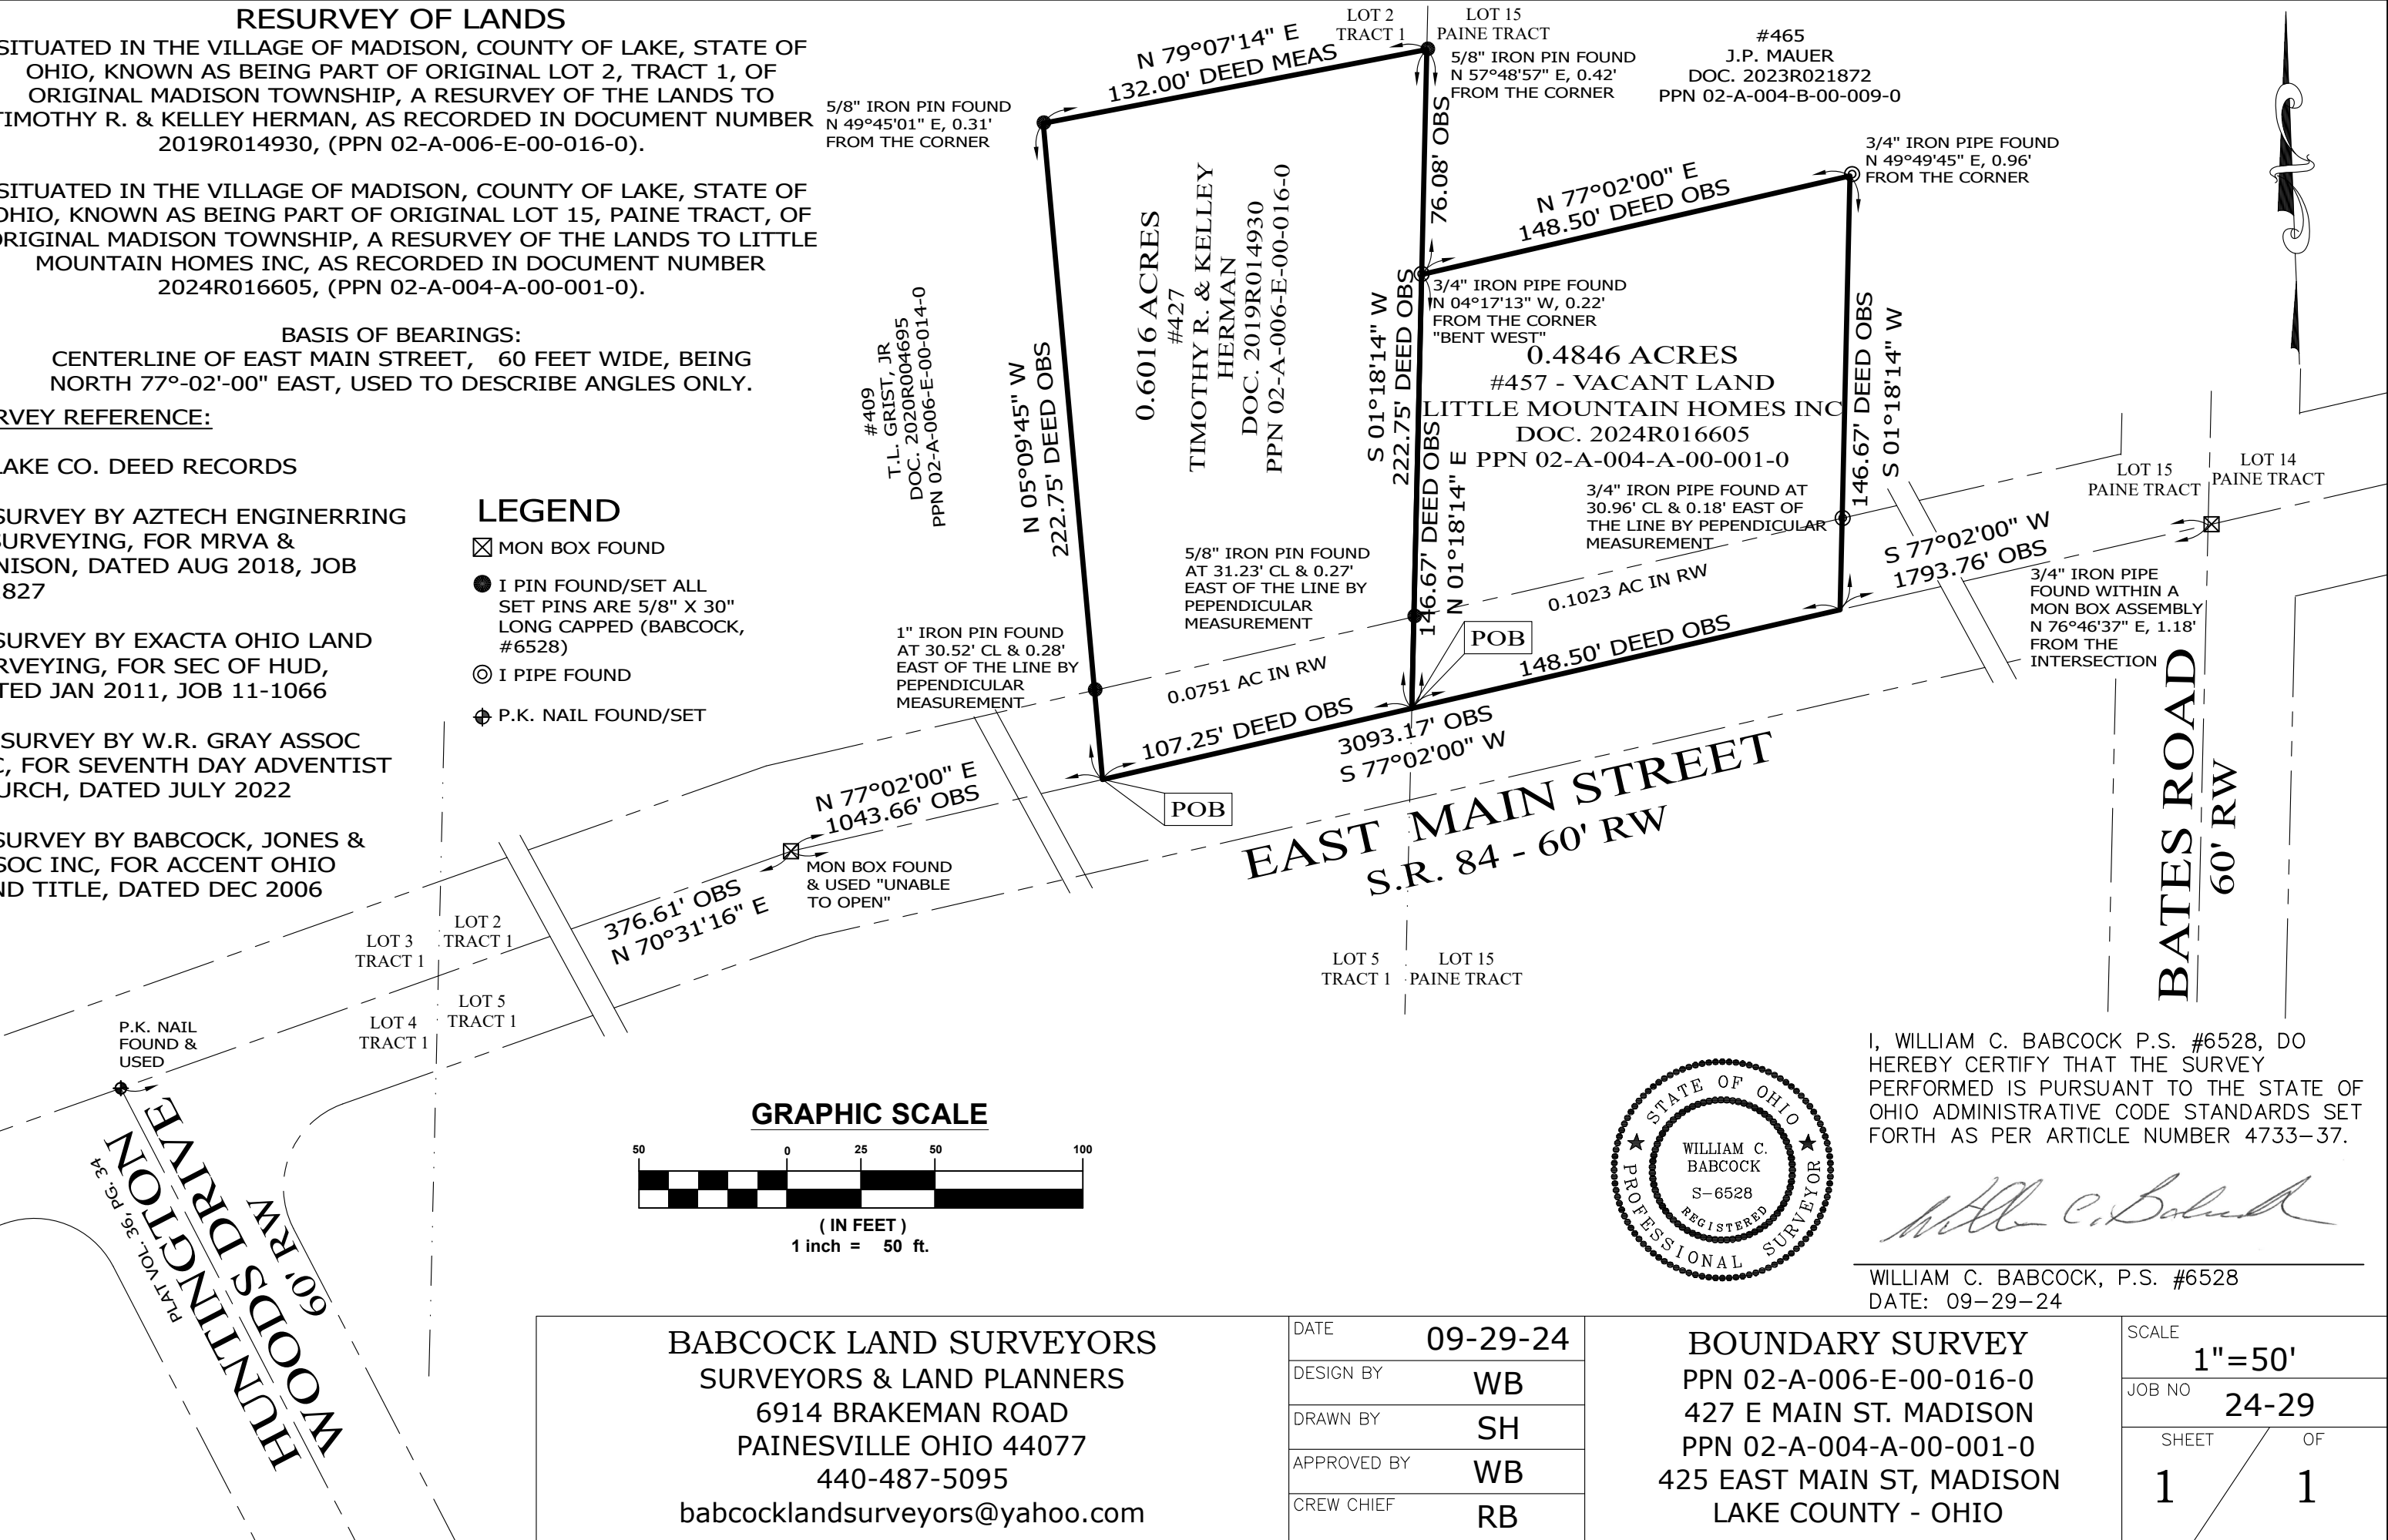 RESURVEY OF LANDS
SITUATED IN THE VILLAGE OF MADISON, COUNTY OF LAKE, STATE OF
OHIO, KNOWN AS BEING PART OF ORIGINAL LOT 2, TRACT 1, OF
ORIGINAL MADISON TOWNSHIP, A RESURVEY OF THE LANDS TO
TIMOTHY R. & KELLEY HERMAN, AS RECORDED IN DOCUMENT NUMBER
2019R014930, (PPN 02-A-006-E-00-016-0).
SITUATED IN THE VILLAGE OF MADISON, COUNTY OF LAKE, STATE OF
OHIO, KNOWN AS BEING PART OF ORIGINAL LOT 15, PAINE TRACT, OF
ORIGINAL MADISON TOWNSHIP, A RESURVEY OF THE LANDS TO LITTLE
MOUNTAIN HOMES INC, AS RECORDED IN DOCUMENT NUMBER
2024R016605, (PPN 02-A-004-A-00-001-0).
BASIS OF BEARINGS:
CENTERLINE OF EAST MAIN STREET, 60 FEET WIDE, BEING
NORTH 77°-02'-00" EAST, USED TO DESCRIBE ANGLES ONLY.
RVEY REFERENCE:
LAKE CO. DEED RECORDS
SURVEY BY AZTECH ENGINERRING
SURVEYING, FOR MRVA &
NISON, DATED AUG 2018, JOB
827
SURVEY BY EXACTA OHIO LAND
RVEYING, FOR SEC OF HUD,
TED JAN 2011, JOB 11-1066
SURVEY BY W.R. GRAY ASSOC
C, FOR SEVENTH DAY ADVENTIST
URCH, DATED JULY 2022
SURVEY BY BABCOCK, JONES &
SOC INC, FOR ACCENT OHIO
ND TITLE, DATED DEC 2006
LEGEND
MON BOX FOUND
I PIN FOUND/SET ALL
SET PINS ARE 5/8" X 30"
LONG CAPPED (BABCOCK,
#6528)
I PIPE FOUND
P.K. NAIL FOUND/SET
5/8" IRON PIN FOUND
N 49°45'01" E, 0.31'
FROM THE CORNER
N 79°07'14" E
132.00' DEED MEAS
LOT 2
TRACT 1
LOT 15
PAINE TRACT
5/8" IRON PIN FOUND
N 57°48'57" E, 0.42'
FROM THE CORNER
#465
J.P. MAUER
DOC. 2023R021872
PPN 02-A-004-B-00-009-0
3/4" IRON PIPE FOUND
N 49°49'45" E, 0.96'
FROM THE CORNER
76.08' OBS
N 77°02'00" E
148.50' DEED OBS
3/4" IRON PIPE FOUND
N 04°17'13" W, 0.22'
FROM THE CORNER
"BENT WEST"
#409
T.L. GRIST, JR
DOC. 2020R004695
PPN 02-A-006-E-00-014-0
N 05°09'45" W
222.75' DEED OBS
0.6016 ACRES
#427
TIMOTHY R. & KELLEY
HERMAN
DOC. 2019R014930
PPN 02-A-006-E-00-016-0
S 01°18'14" W
222.75' DEED OBS
146.67' DEED OBS
N 01°18'14" E
0.4846 ACRES
#457 - VACANT LAND
LITTLE MOUNTAIN HOMES INC
DOC. 2024R016605
PPN 02-A-004-A-00-001-0
146.67' DEED OBS
S 01°18'14" W
3/4" IRON PIPE FOUND AT
30.96' CL & 0.18' EAST OF
THE LINE BY PEPENDICULAR
MEASUREMENT
5/8" IRON PIN FOUND
AT 31.23' CL & 0.27'
EAST OF THE LINE BY
PEPENDICULAR
MEASUREMENT
1" IRON PIN FOUND
AT 30.52' CL & 0.28'
EAST OF THE LINE BY
PEPENDICULAR
MEASUREMENT
0.0751 AC IN RW
0.1023 AC IN RW
107.25' DEED OBS
148.50' DEED OBS
POB
POB
3093.17' OBS
S 77°02'00" W
S 77°02'00" W
1793.76' OBS
LOT 15
PAINE TRACT
LOT 14
PAINE TRACT
3/4" IRON PIPE
FOUND WITHIN A
MON BOX ASSEMBLY
N 76°46'37" E, 1.18'
FROM THE
INTERSECTION
N 77°02'00" E
1043.66' OBS
MON BOX FOUND
& USED "UNABLE
TO OPEN"
376.61' OBS
N 70°31'16" E
EAST MAIN STREET
S.R. 84 - 60' RW
BATES ROAD
60' RW
LOT 3
TRACT 1
LOT 2
TRACT 1
LOT 4
TRACT 1
LOT 5
TRACT 1
LOT 5
TRACT 1
LOT 15
PAINE TRACT
P.K. NAIL
FOUND &
USED
PLAT VOL. 36, PG. 34
HUNTINGTON
WOODS DRIVE
60' RW
GRAPHIC SCALE
50 0 25 50 100
( IN FEET )
1 inch = 50 ft.
STATE OF OHIO
WILLIAM C.
BABCOCK
S-6528
REGISTERED
PROFESSIONAL SURVEYOR
I, WILLIAM C. BABCOCK P.S. #6528, DO
HEREBY CERTIFY THAT THE SURVEY
PERFORMED IS PURSUANT TO THE STATE OF
OHIO ADMINISTRATIVE CODE STANDARDS SET
FORTH AS PER ARTICLE NUMBER 4733-37.
WILLIAM C. BABCOCK, P.S. #6528
DATE: 09-29-24
BABCOCK LAND SURVEYORS
SURVEYORS & LAND PLANNERS
6914 BRAKEMAN ROAD
PAINESVILLE OHIO 44077
440-487-5095
babcocklandsurveyors@yahoo.com
DATE 09-29-24
DESIGN BY WB
DRAWN BY SH
APPROVED BY WB
CREW CHIEF RB
BOUNDARY SURVEY
PPN 02-A-006-E-00-016-0
427 E MAIN ST. MADISON
PPN 02-A-004-A-00-001-0
425 EAST MAIN ST, MADISON
LAKE COUNTY - OHIO
SCALE
1"=50'
JOB NO
24-29
SHEET OF
1 1